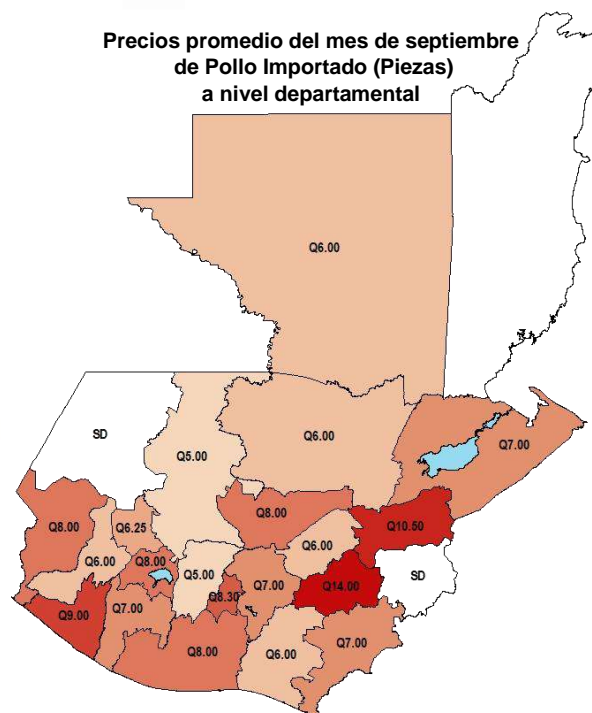 Precios promedio del mes de septiembre
de Pollo Importado (Piezas)
a nivel departamental
Q6.00
SD
Q5.00
Q6.00
Q7.00
Q8.00
Q6.25
Q8.00
Q10.50
Q6.00
Q8.00
Q6.00
Q5.00
Q7.00
SD
Q8.30
Q14.00
Q9.00
Q7.00
Q8.00
Q6.00
Q7.00